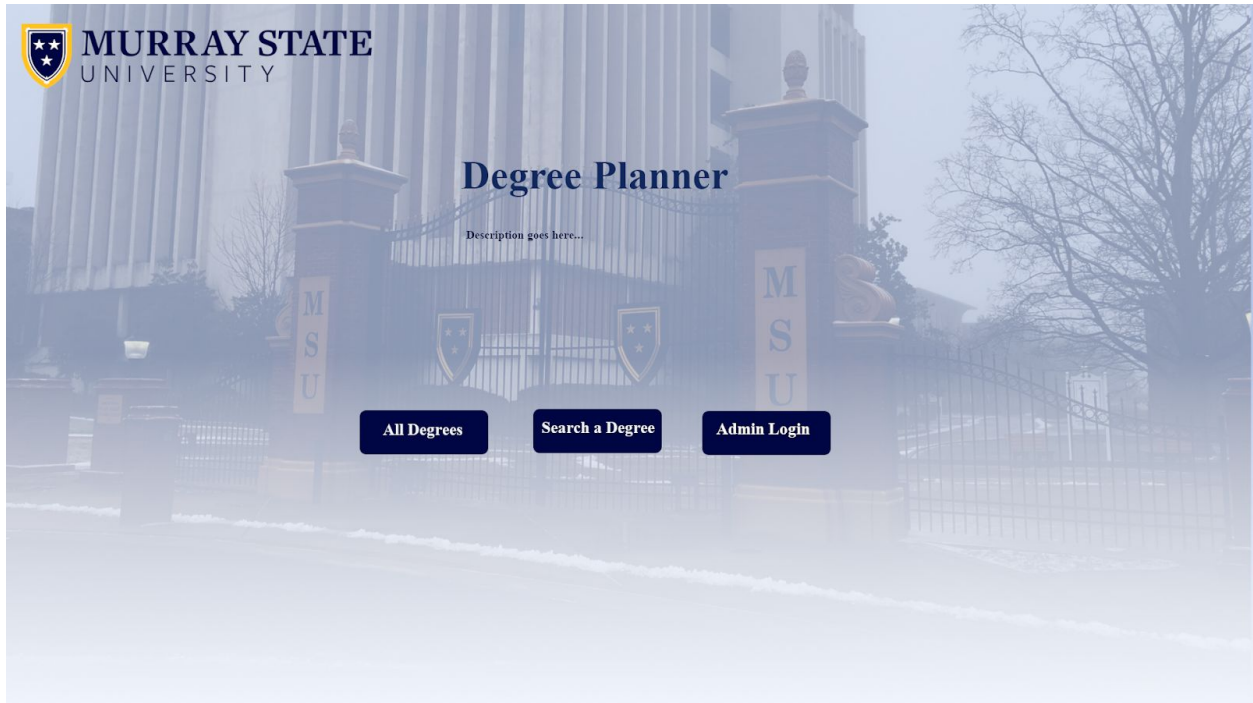 MURRAY STATE
UNIVERSITY
Degree Planner
Description goes here...
M
S
U
M
S
U
All Degrees
Search a Degree
Admin Login